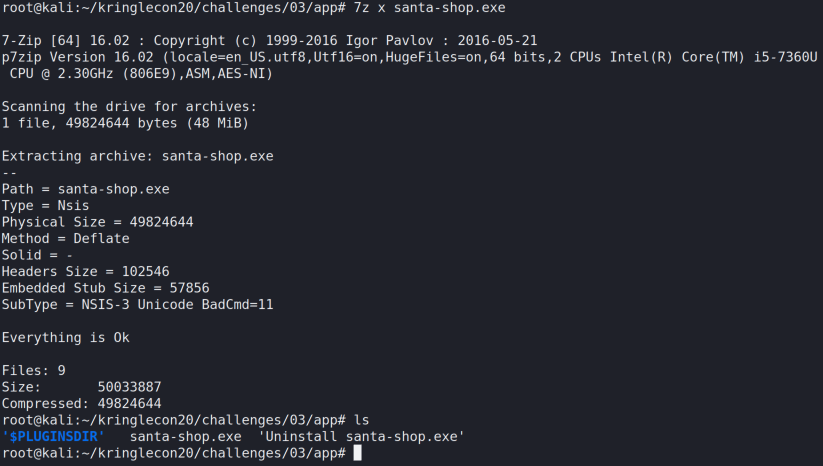 root@kali:~/kringlecon20/challenges/03/app# 7z x santa-shop.exe
7-Zip [64] 16.02 : Copyright (c) 1999-2016 Igor Pavlov : 2016-05-21
p7zip Version 16.02 (locale=en_US.utf8,Utf16=on,HugeFiles=on,64 bits,2 CPUs Intel(R) Core(TM) i5-7360U
CPU @ 2.30GHz (806E9),ASM,AES-NI)
Scanning the drive for archives:
1 file, 49824644 bytes (48 MiB)
Extracting archive: santa-shop.exe
--
Path = santa-shop.exe
Type = Nsis
Physical Size = 49824644
Method = Deflate
Solid = -
Headers Size = 102546
Embedded Stub Size = 57856
SubType = NSIS-3 Unicode BadCmd=11
Everything is Ok
Files: 9
Size:       50033887
Compressed: 49824644
root@kali:~/kringlecon20/challenges/03/app# ls
'$PLUGINSDIR'   santa-shop.exe  'Uninstall santa-shop.exe'
root@kali:~/kringlecon20/challenges/03/app#